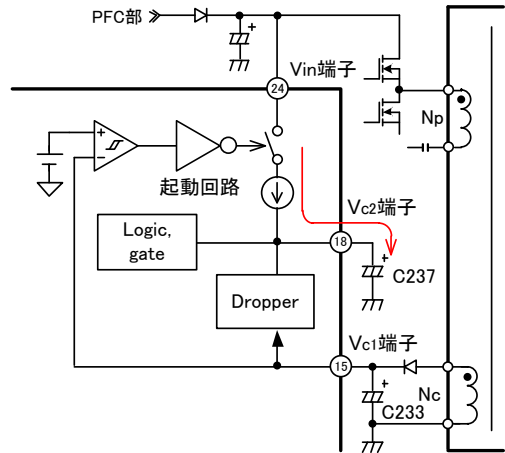 PFC部
+
Vin端子
24
Np
+
−
起動回路
Vc2端子
Logic,
gate
18
+
C237
Dropper
Vc1端子
15
+
Nc
C233